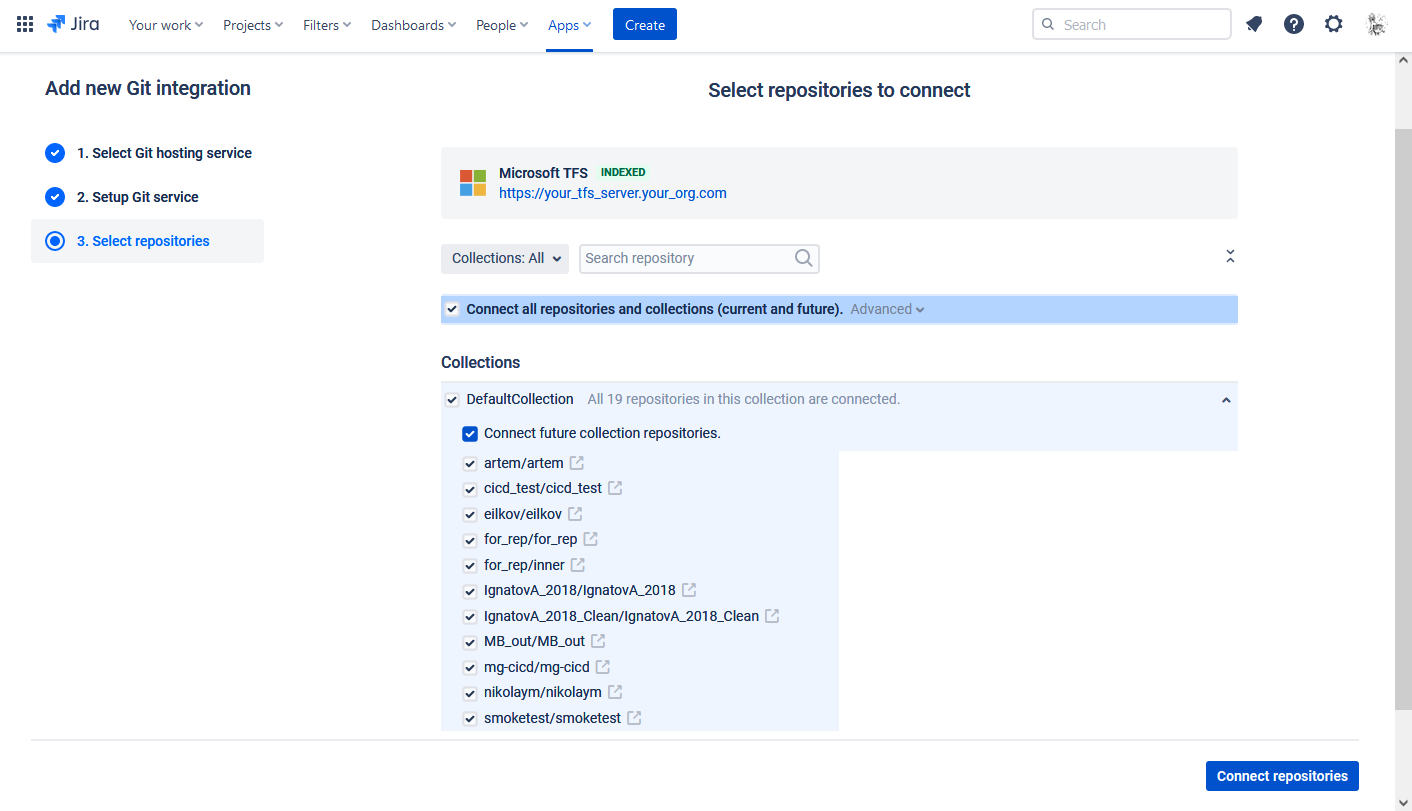 Jira Your work Projects Filters Dashboards People Apps Create Search
Add new Git integration
Select repositories to connect
1. Select Git hosting service
2. Setup Git service
3. Select repositories
Microsoft TFS INDEXED
https://your_tfs_server.your_org.com
Collections: All Search repository
Connect all repositories and collections (current and future). Advanced
Collections
DefaultCollection All 19 repositories in this collection are connected.
Connect future collection repositories.
artem/artem
cicd_test/cicd_test
eilkov/eilkov
for_rep/for_rep
for_rep/inner
IgnatovA_2018/IgnatovA_2018
IgnatovA_2018_Clean/IgnatovA_2018_Clean
MB_out/MB_out
mg-cicd/mg-cicd
nikolaym/nikolaym
smoketest/smoketest
Connect repositories